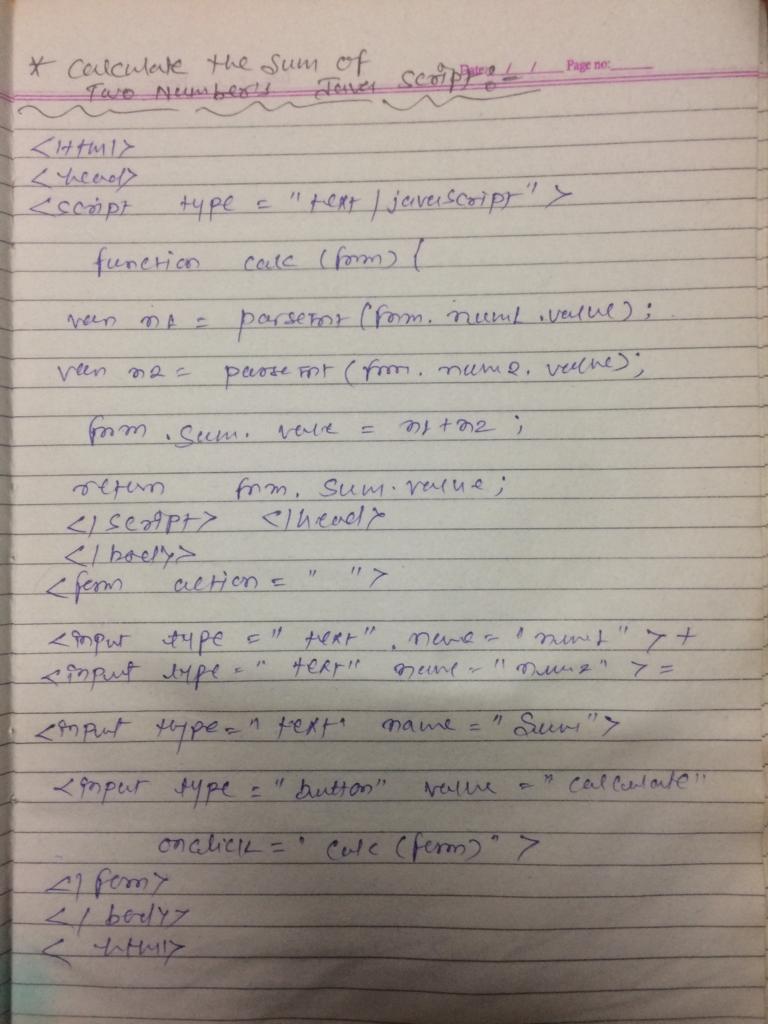 * Calculate the Sum of
Date: / / Page no:
Two Number's Java Script :-
<Html>
<head>
<script type = "text / javascript" >
function calc (form) {
var n1 = parseInt (form. num1 .value) ;
var n2 = parseInt (form. num2. value);
form .Sum. value = n1+n2 ;
return form. Sum.value ;
</script> </head>
</body>
<form action = " ">
<input type = " text" . name = "num1" > +
<input type = " text" name = "num2" > =
<input type = " text" name = " Sum">
<input type = " button" value = " calculate"
onclick = " calc (form)" >
</form>
</body>
< html>